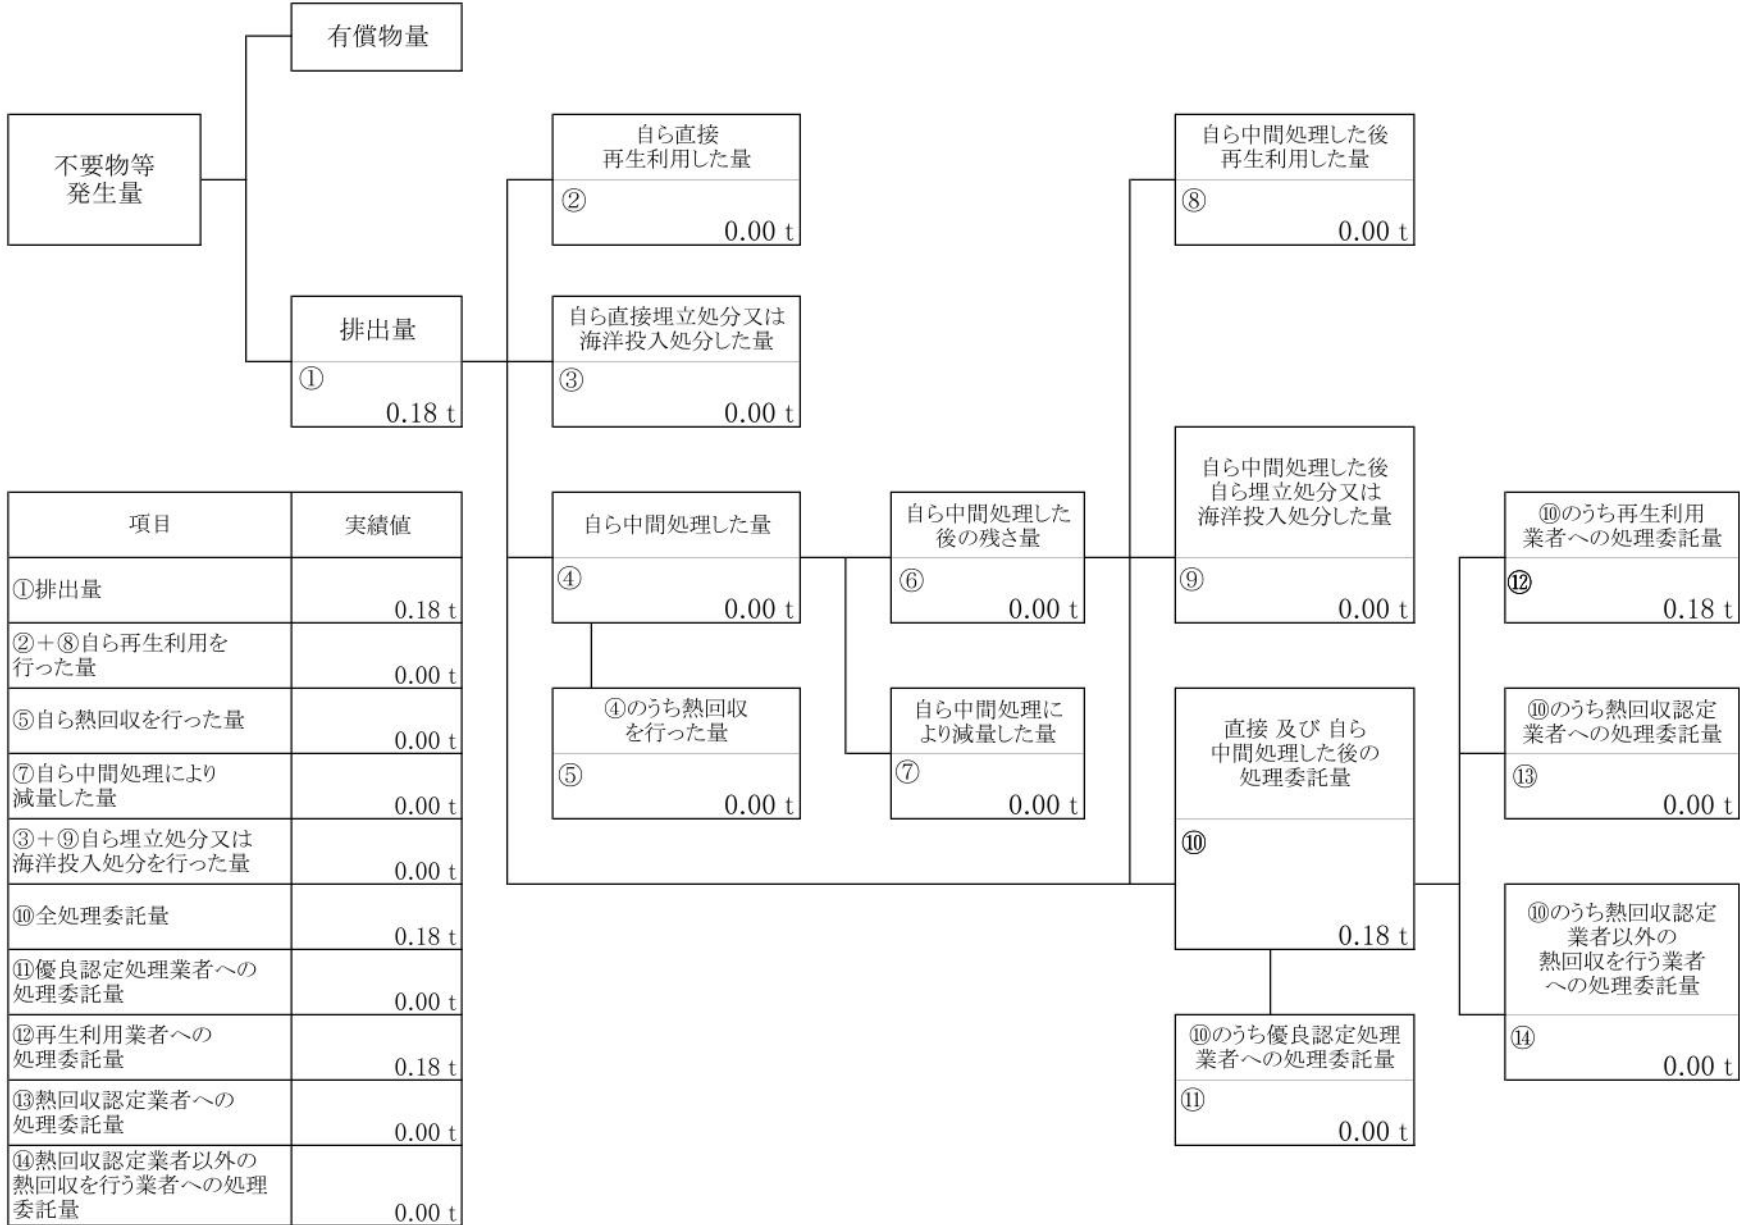 有償物量
不要物等
発生量
自ら直接
再生利用した量
②
0.00 t
自ら中間処理した後
再生利用した量
⑧
0.00 t
排出量
①
0.18 t
自ら直接埋立処分又は
海洋投入処分した量
③
0.00 t
自ら中間処理した量
④
0.00 t
自ら中間処理した
後の残さ量
⑥
0.00 t
自ら中間処理した後
自ら埋立処分又は
海洋投入処分した量
⑨
0.00 t
⑩のうち再生利用
業者への処理委託量
⑫
0.18 t
④のうち熱回収
を行った量
⑤
0.00 t
自ら中間処理に
より減量した量
⑦
0.00 t
直接 及び 自ら
中間処理した後の
処理委託量
⑩
0.18 t
⑩のうち熱回収認定
業者への処理委託量
⑬
0.00 t
⑩のうち熱回収認定
業者以外の
熱回収を行う業者
への処理委託量
⑭
0.00 t
⑩のうち優良認定処理
業者への処理委託量
⑪
0.00 t
項目 実績値
①排出量
0.18 t
②＋⑧自ら再生利用を
行った量
0.00 t
⑤自ら熱回収を行った量
0.00 t
⑦自ら中間処理により
減量した量
0.00 t
③＋⑨自ら埋立処分又は
海洋投入処分を行った量
0.00 t
⑩全処理委託量
0.18 t
⑪優良認定処理業者への
処理委託量
0.00 t
⑫再生利用業者への
処理委託量
0.18 t
⑬熱回収認定業者への
処理委託量
0.00 t
⑭熱回収認定業者以外の
熱回収を行う業者への処理
委託量
0.00 t